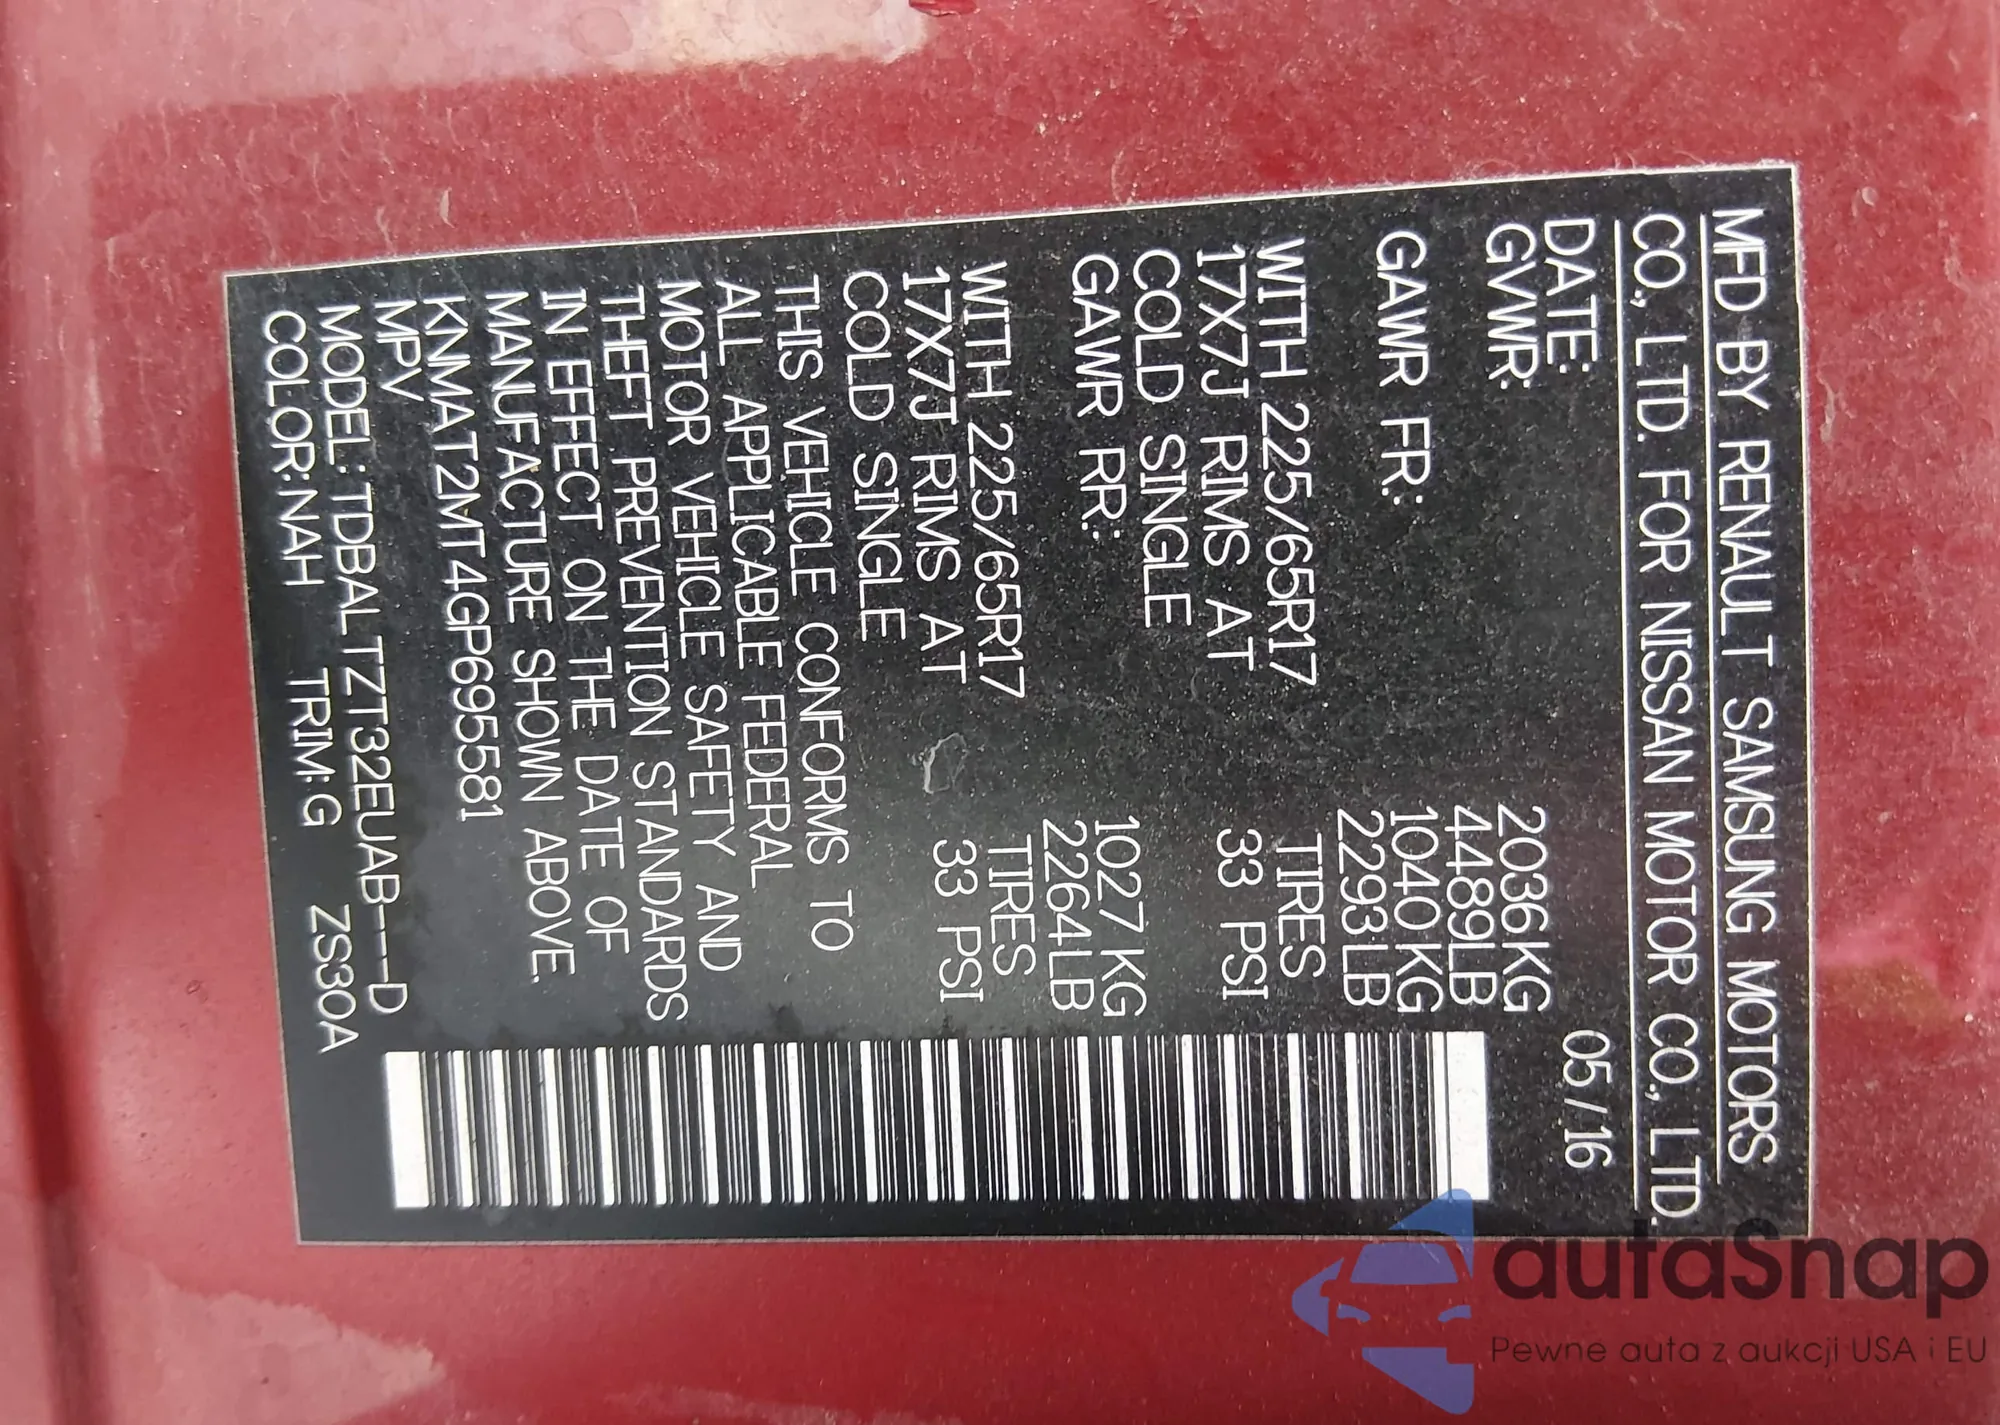 MFD BY RENAULT SAMSUNG MOTORS
CO., LTD. FOR NISSAN MOTOR CO., LTD.
DATE: 05/16
GVWR: 2036KG
4489LB
GAWR FR: 1040KG
2293LB
WITH 225/65R17 TIRES
17X7J RIMS AT 33 PSI
COLD SINGLE
GAWR RR: 1027KG
2264LB
WITH 225/65R17 TIRES
17X7J RIMS AT 33 PSI
COLD SINGLE
THIS VEHICLE CONFORMS TO
ALL APPLICABLE FEDERAL
MOTOR VEHICLE SAFETY AND
THEFT PREVENTION STANDARDS
IN EFFECT ON THE DATE OF
MANUFACTURE SHOWN ABOVE.
KNMAT2MT4GP695581
MPV
MODEL:TDBALTZT32EUAB---D
COLOR:NAH TRIM:G ZS30A
autaSnap
Pewne auta z aukcji USA i EU